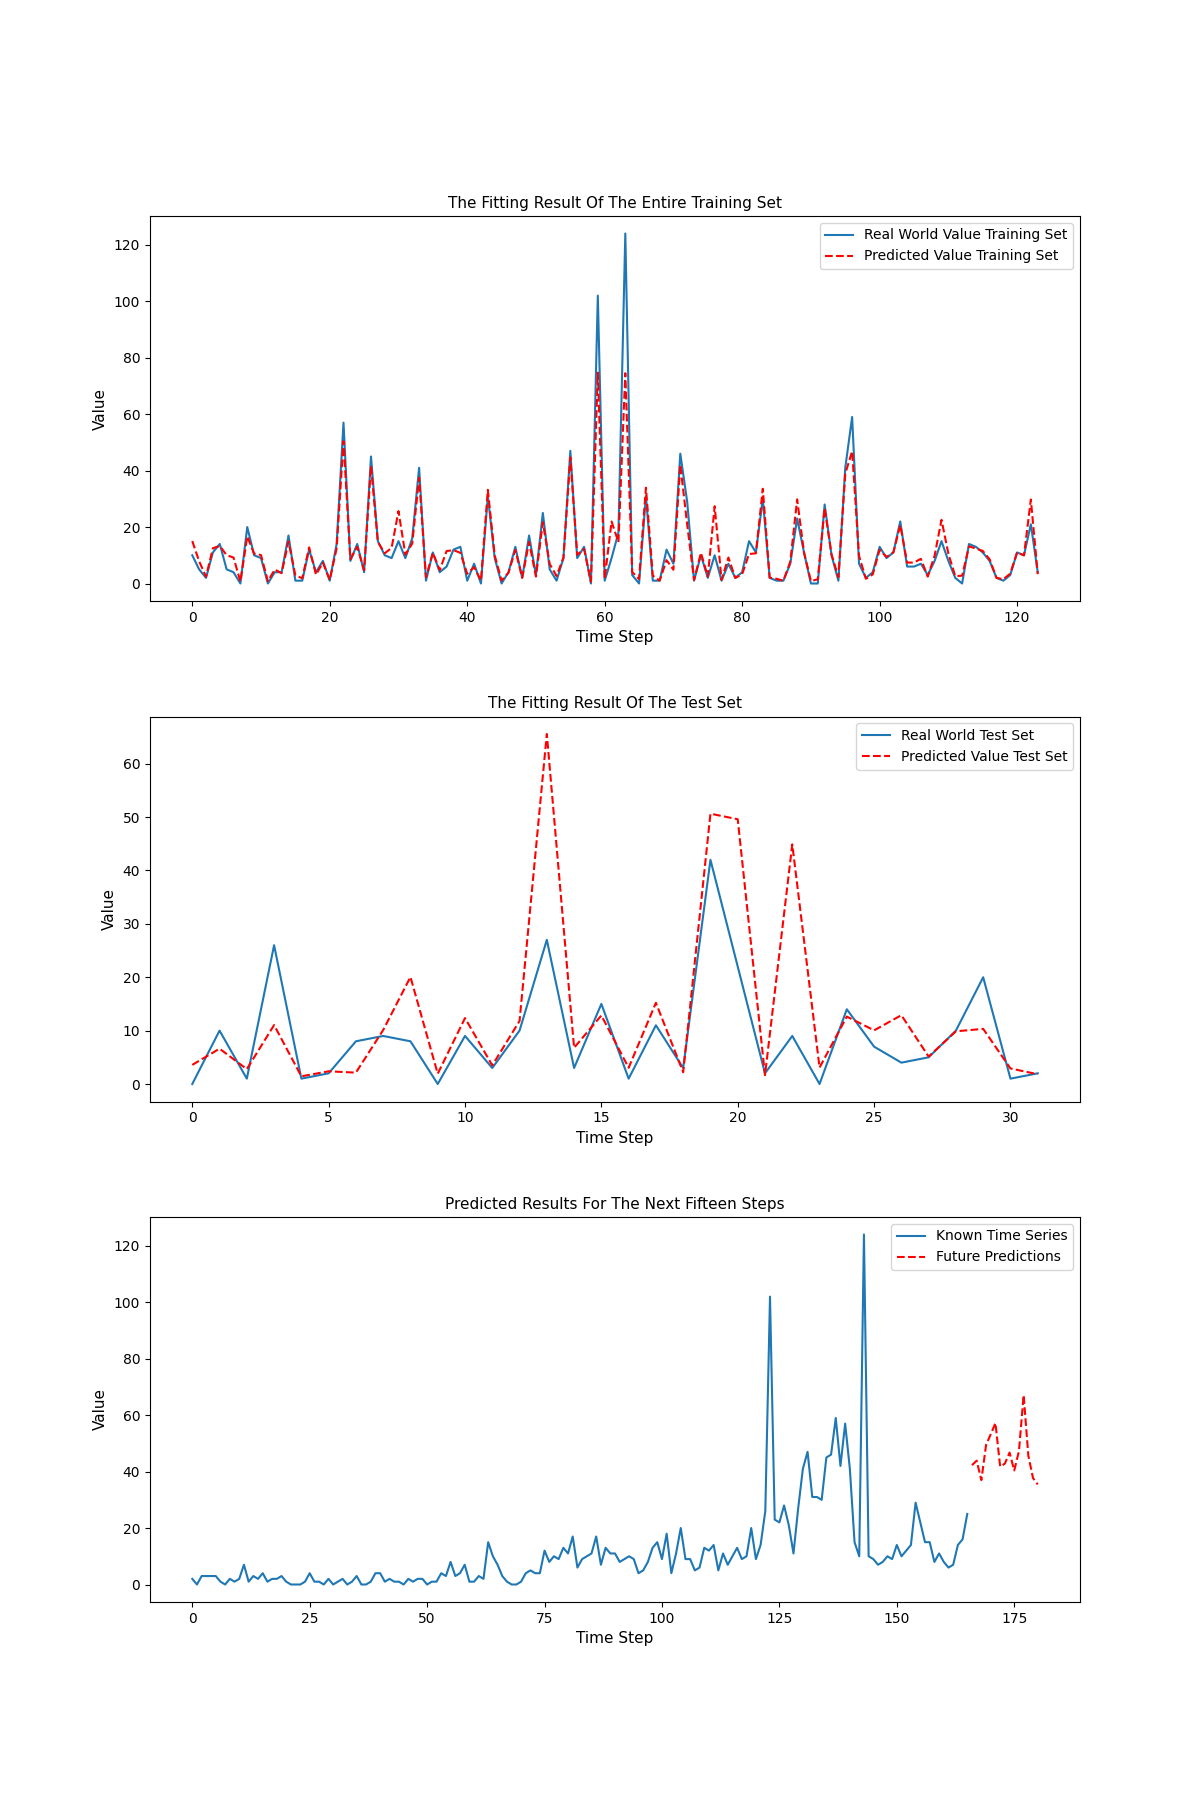 The Fitting Result Of The Entire Training Set
Real World Value Training Set
Predicted Value Training Set
Value
120
100
80
60
40
20
0
0 20 40 60 80 100 120
Time Step
The Fitting Result Of The Test Set
Real World Test Set
Predicted Value Test Set
Value
60
50
40
30
20
10
0
0 5 10 15 20 25 30
Time Step
Predicted Results For The Next Fifteen Steps
Known Time Series
Future Predictions
Value
120
100
80
60
40
20
0
0 25 50 75 100 125 150 175
Time Step